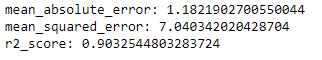 mean_absolute_error: 1.1821902700550044
mean_squared_error: 7.040342020428704
r2_score: 0.9032544803283724